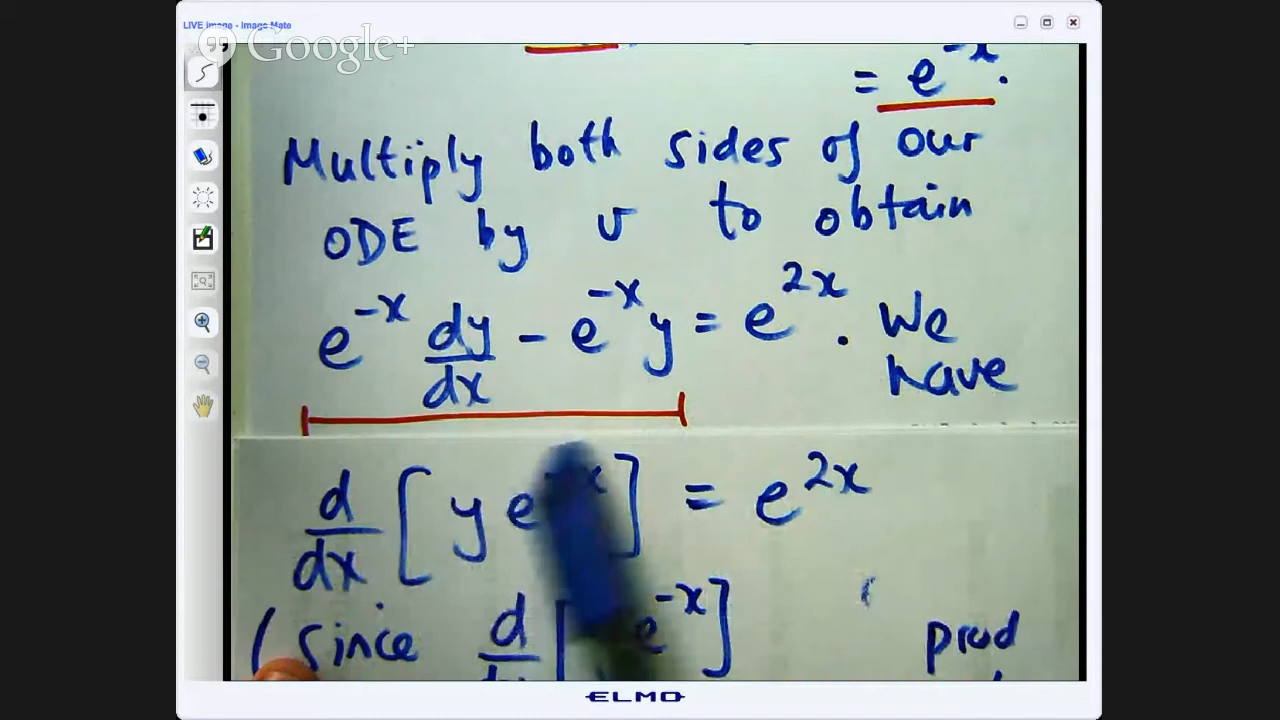 LIVE image - Image Mate
Google+
= e^{-x}.
Multiply both sides of our
ODE by v to obtain
e^{-x} dy/dx - e^{-x} y = e^{2x}. We
have
d/dx [y e^{-x}] = e^{2x}
(since d/dx [ e^{-x}] prod
ELMO